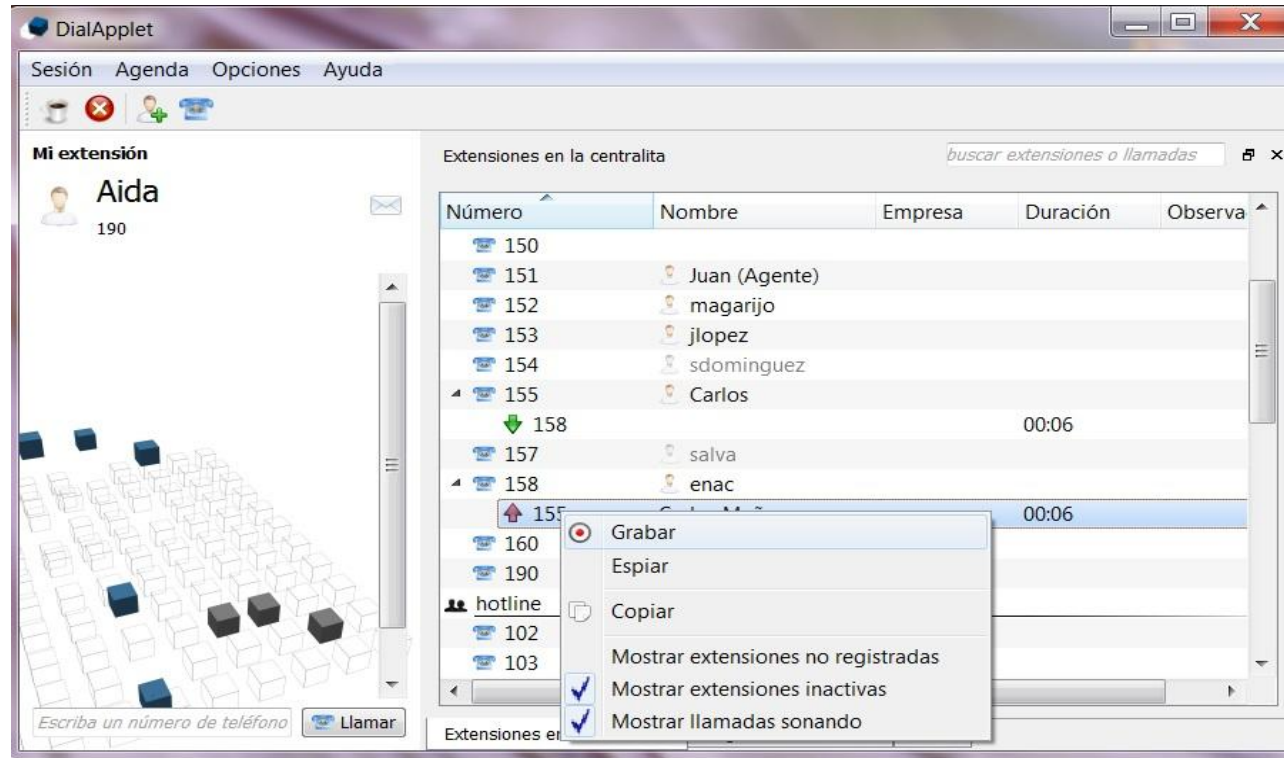 DialApplet
Sesión Agenda Opciones Ayuda
Mi extensión
Aida
190
Escriba un número de teléfono Llamar
Extensiones en la centralita buscar extensiones o llamadas
Número Nombre Empresa Duración Observa
150
151 Juan (Agente)
152 magarijo
153 jlopez
154 sdominguez
155 Carlos
158 00:06
157 salva
158 enac
155 00:06
160
190
hotline
102
103
Grabar
Espiar
Copiar
Mostrar extensiones no registradas
Mostrar extensiones inactivas
Mostrar llamadas sonando
Extensiones en